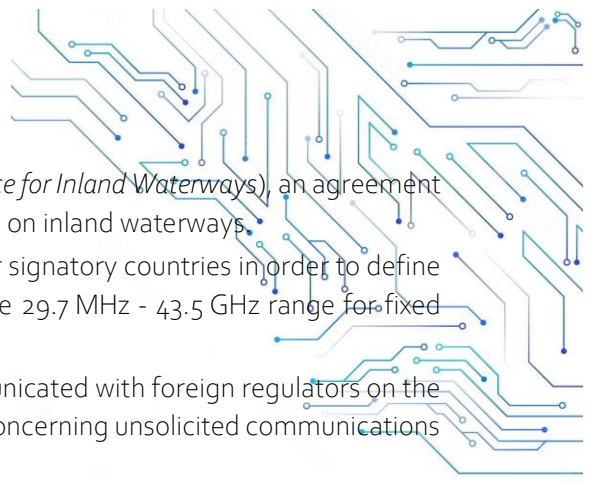 ce for Inland Waterways), an agreement
on inland waterways.
r signatory countries in order to define
e 29.7 MHz - 43.5 GHz range for fixed
unicated with foreign regulators on the
oncerning unsolicited communications